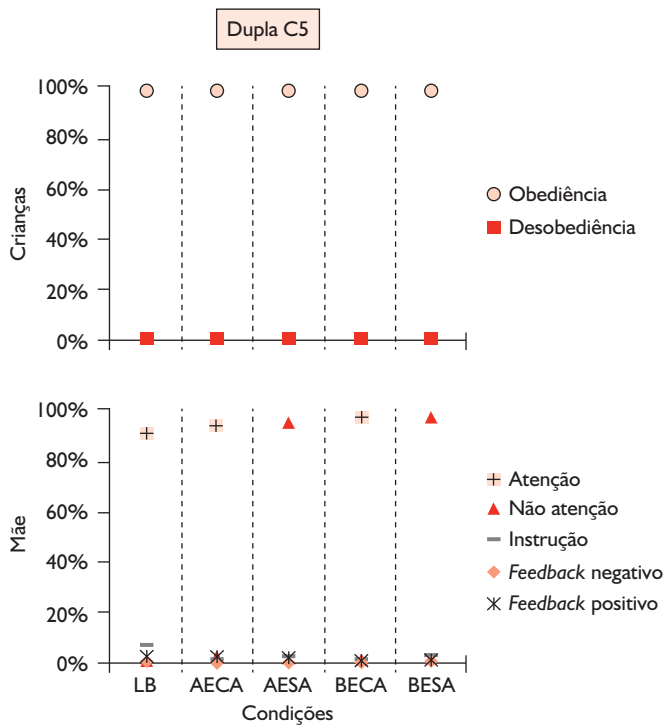 Dupla C5
100%
80%
60%
40%
20%
0%
Crianças
Obediência
Desobediência
100%
80%
60%
40%
20%
0%
Mãe
Atenção
Não atenção
Instrução
Feedback negativo
Feedback positivo
LB AECA AESA BECA BESA
Condições